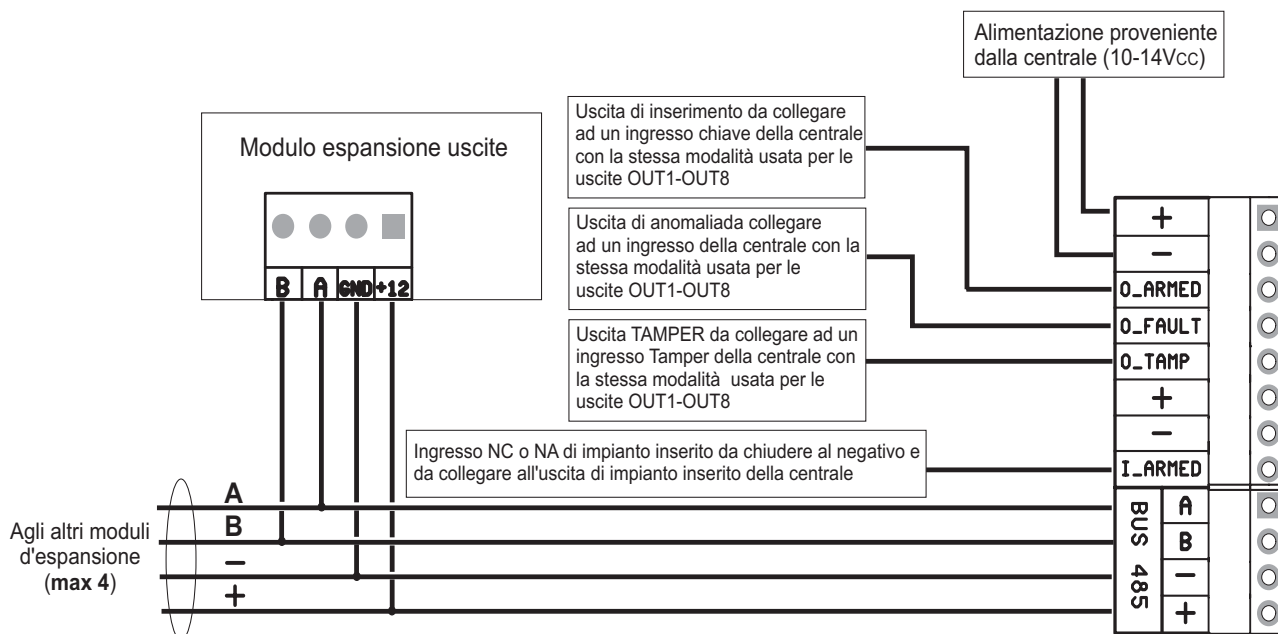 Alimentazione proveniente
dalla centrale (10-14Vcc)
Modulo espansione uscite
B A GND +12
Uscita di inserimento da collegare
ad un ingresso chiave della centrale
con la stessa modalità usata per le
uscite OUT1-OUT8
Uscita di anomaliada collegare
ad un ingresso della centrale con la
stessa modalità usata per le
uscite OUT1-OUT8
Uscita TAMPER da collegare ad un
ingresso Tamper della centrale con
la stessa modalità usata per le
uscite OUT1-OUT8
Ingresso NC o NA di impianto inserito da chiudere al negativo e
da collegare all'uscita di impianto inserito della centrale
+
−
O_ARMED
O_FAULT
O_TAMP
+
−
I_ARMED
BUS 485
A
B
−
+
Agli altri moduli
d'espansione
(max 4)
A
B
−
+